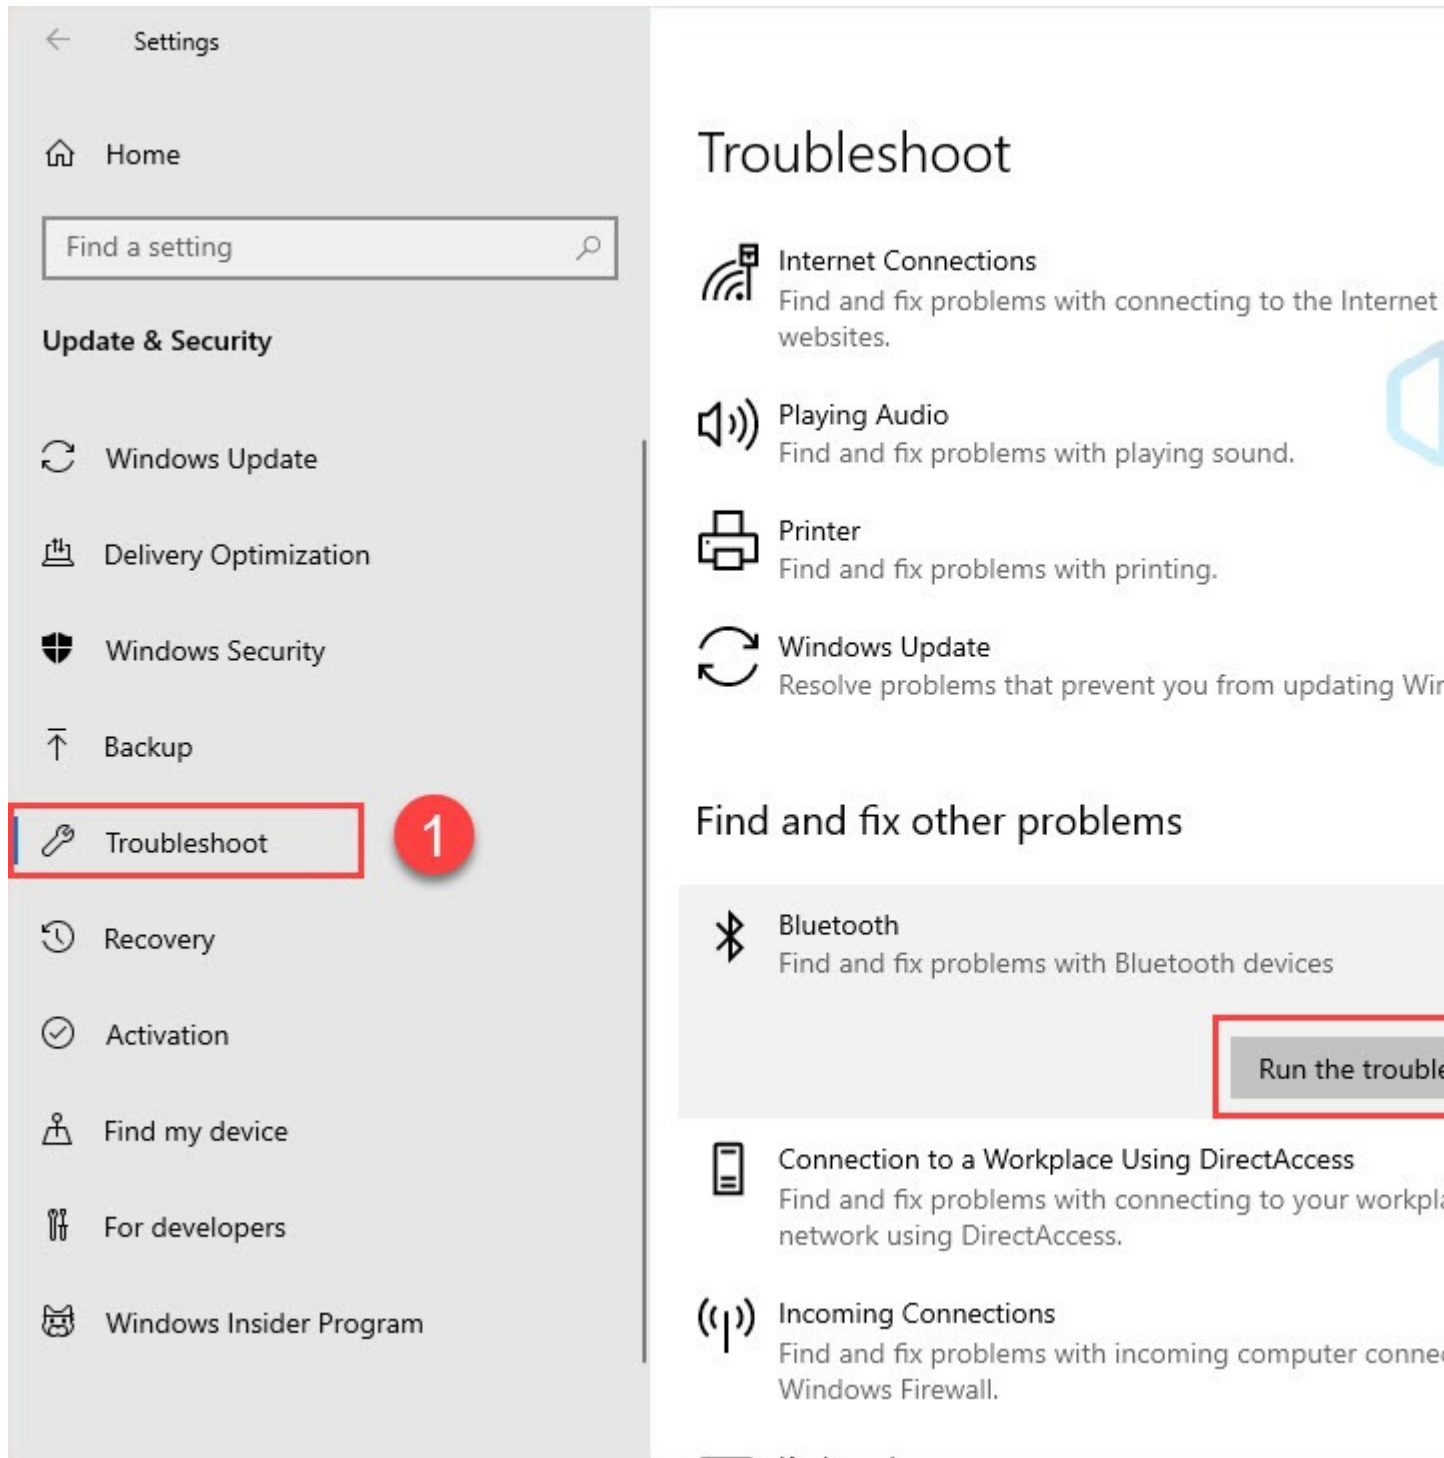 Settings
Home
Find a setting
Update & Security
Windows Update
Delivery Optimization
Windows Security
Backup
Troubleshoot
1
Recovery
Activation
Find my device
For developers
Windows Insider Program
Troubleshoot
Internet Connections
Find and fix problems with connecting to the Internet
websites.
Playing Audio
Find and fix problems with playing sound.
Printer
Find and fix problems with printing.
Windows Update
Resolve problems that prevent you from updating
Find and fix other problems
Bluetooth
Find and fix problems with Bluetooth devices
Run the
Connection to a Workplace Using DirectAccess
Find and fix problems with connecting to your
network using DirectAccess.
Incoming Connections
Find and fix problems with incoming computer
Windows Firewall.